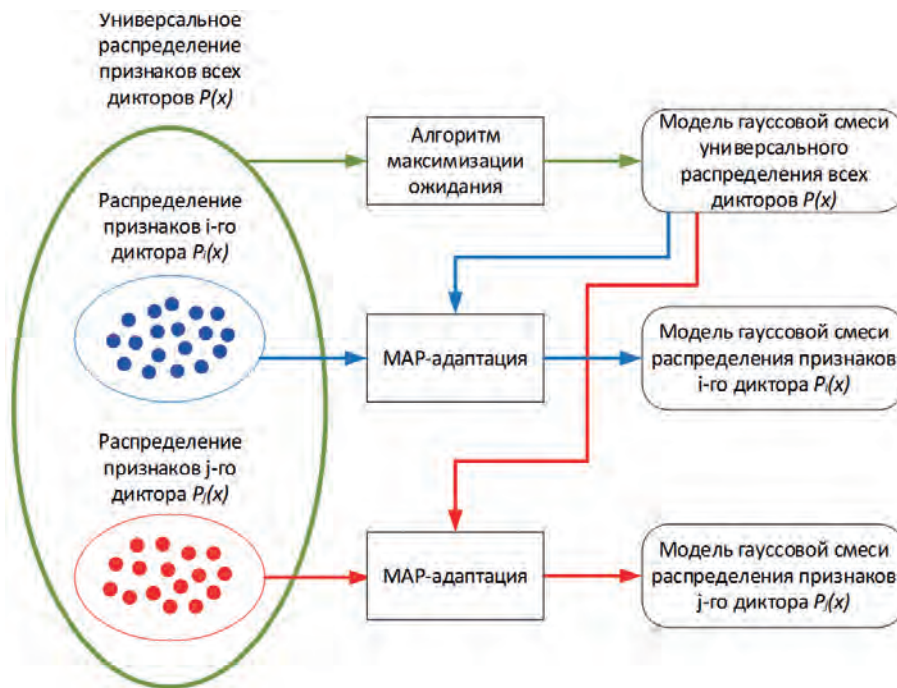 Универсальное
распределение
признаков всех
дикторов P(x)
Алгоритм
максимизации
ожидания
Модель гауссовой смеси
универсального
распределения всех
дикторов P(x)
Распределение
признаков i-го
диктора Pᵢ(x)
МАР-адаптация
Модель гауссовой смеси
распределения признаков
i-го диктора Pᵢ(x)
Распределение
признаков j-го
диктора Pⱼ(x)
МАР-адаптация
Модель гауссовой смеси
распределения признаков
j-го диктора Pⱼ(x)